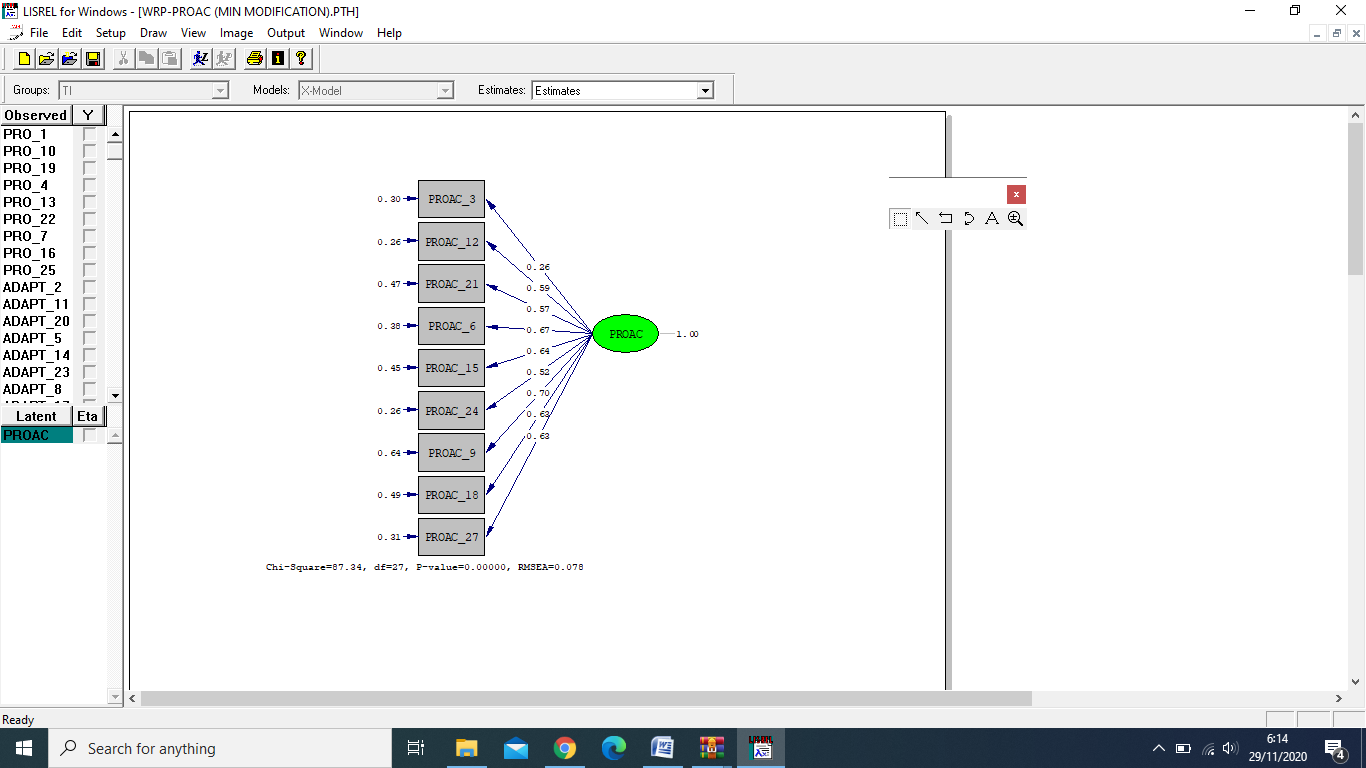 LISREL for Windows - [WRP-PROAC (MIN MODIFICATION).PTH]
File Edit Setup Draw View Image Output Window Help
Groups: TI Models: X-Model Estimates: Estimates
Observed Y
PRO_1
PRO_10
PRO_19
PRO_4
PRO_13
PRO_22
PRO_7
PRO_16
PRO_25
ADAPT_2
ADAPT_11
ADAPT_20
ADAPT_5
ADAPT_14
ADAPT_23
ADAPT_8
Latent Eta
PROAC
0.30 PROAC_3
0.26 PROAC_12
0.47 PROAC_21
0.38 PROAC_6
0.45 PROAC_15
0.26 PROAC_24
0.64 PROAC_9
0.49 PROAC_18
0.31 PROAC_27
0.26
0.59
0.57
0.67
0.64
0.52
0.70
0.63
0.63
PROAC 1.00
Chi-Square=87.34, df=27, P-value=0.00000, RMSEA=0.078
A
Ready
Search for anything
6:14
29/11/2020
4